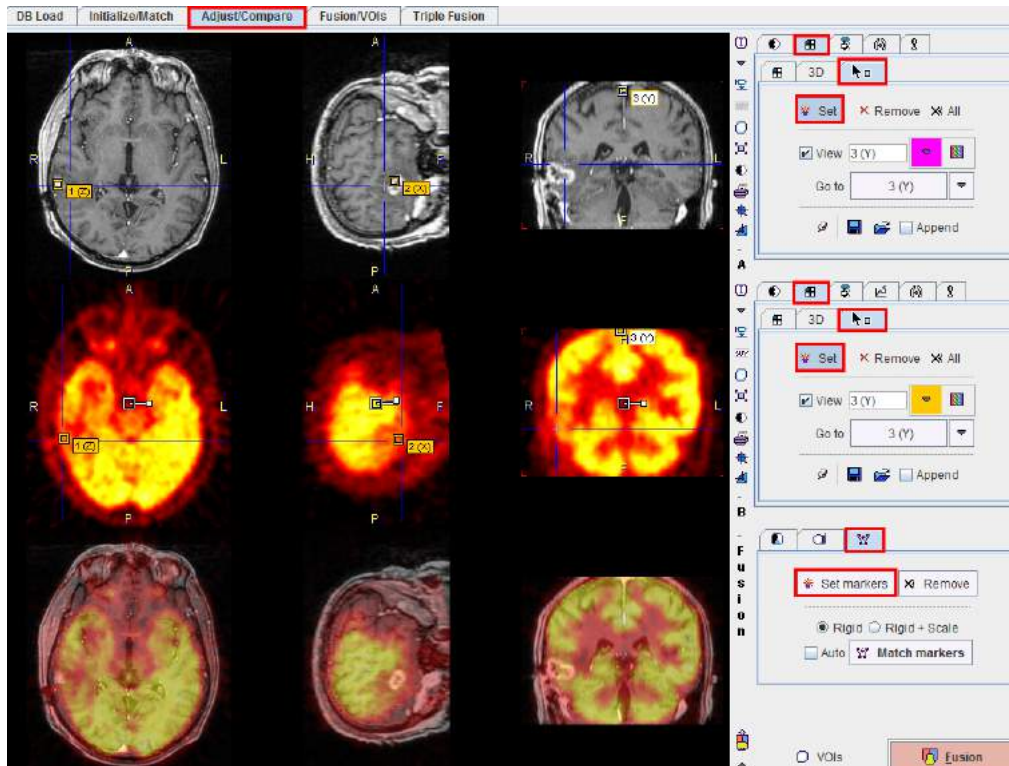 DB Load Initialize/Match Adjust/Compare Fusion/VOIs Triple Fusion
A A
3 (Y)
R L H F
1 (Z) 2 (X)
F
P P
3D
Set Remove All
View 3 (Y)
Go to 3 (Y)
Append
A
A A
H 3 (Y)
R L H F R L
1 (Z) 2 (X)
F
P P
3D
Set Remove All
View 3 (Y)
Go to 3 (Y)
Append
B
Fusion
Set markers Remove
Rigid Rigid + Scale
Auto Match markers
VOIs Fusion